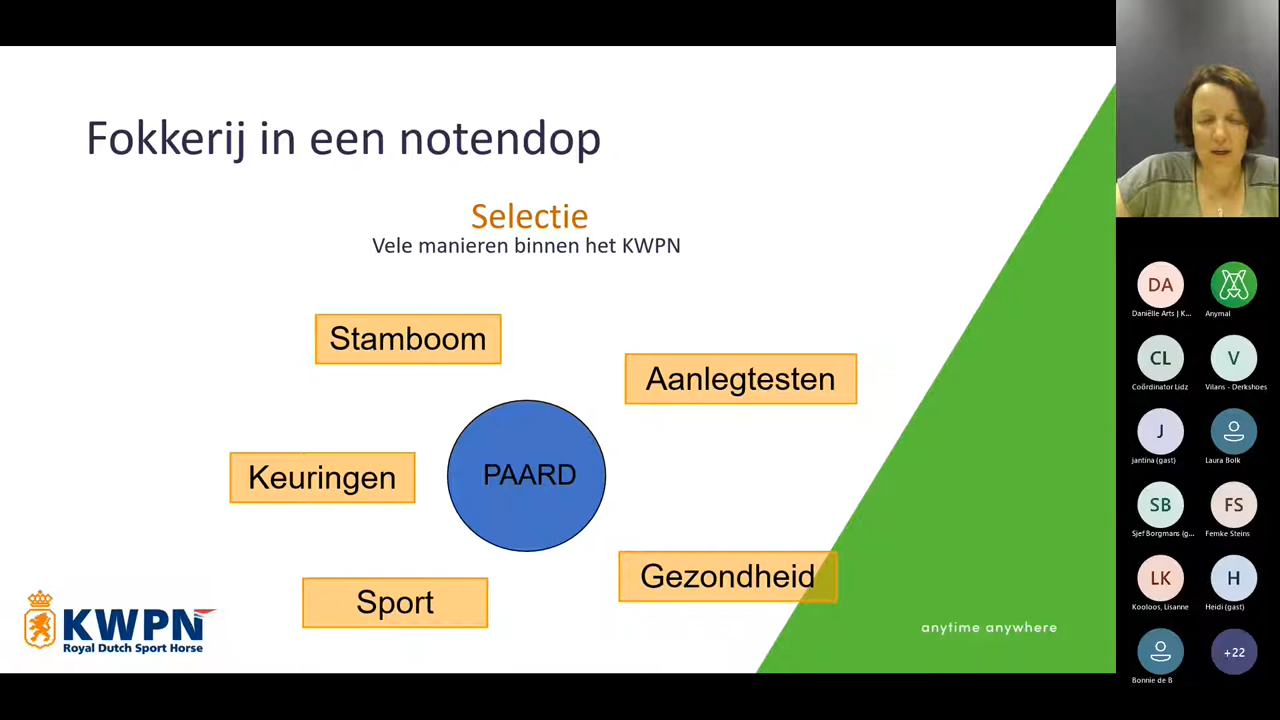 Fokkerij in een notendop
Selectie
Vele manieren binnen het KWPN
Stamboom
Aanlegtesten
Keuringen
PAARD
Gezondheid
Sport
KWPN
Royal Dutch Sport Horse
anytime anywhere
DA
Daniëlle Arts | K...
Anymal
CL
Coördinator Lidz
V
Vilans - Derkshoes
J
jantina (gast)
Laura Bolk
SB
Sjef Borgmans (g...
FS
Femke Steins
LK
Kooloos, Lisanne
H
Heidi (gast)
Bonnie de B
+22